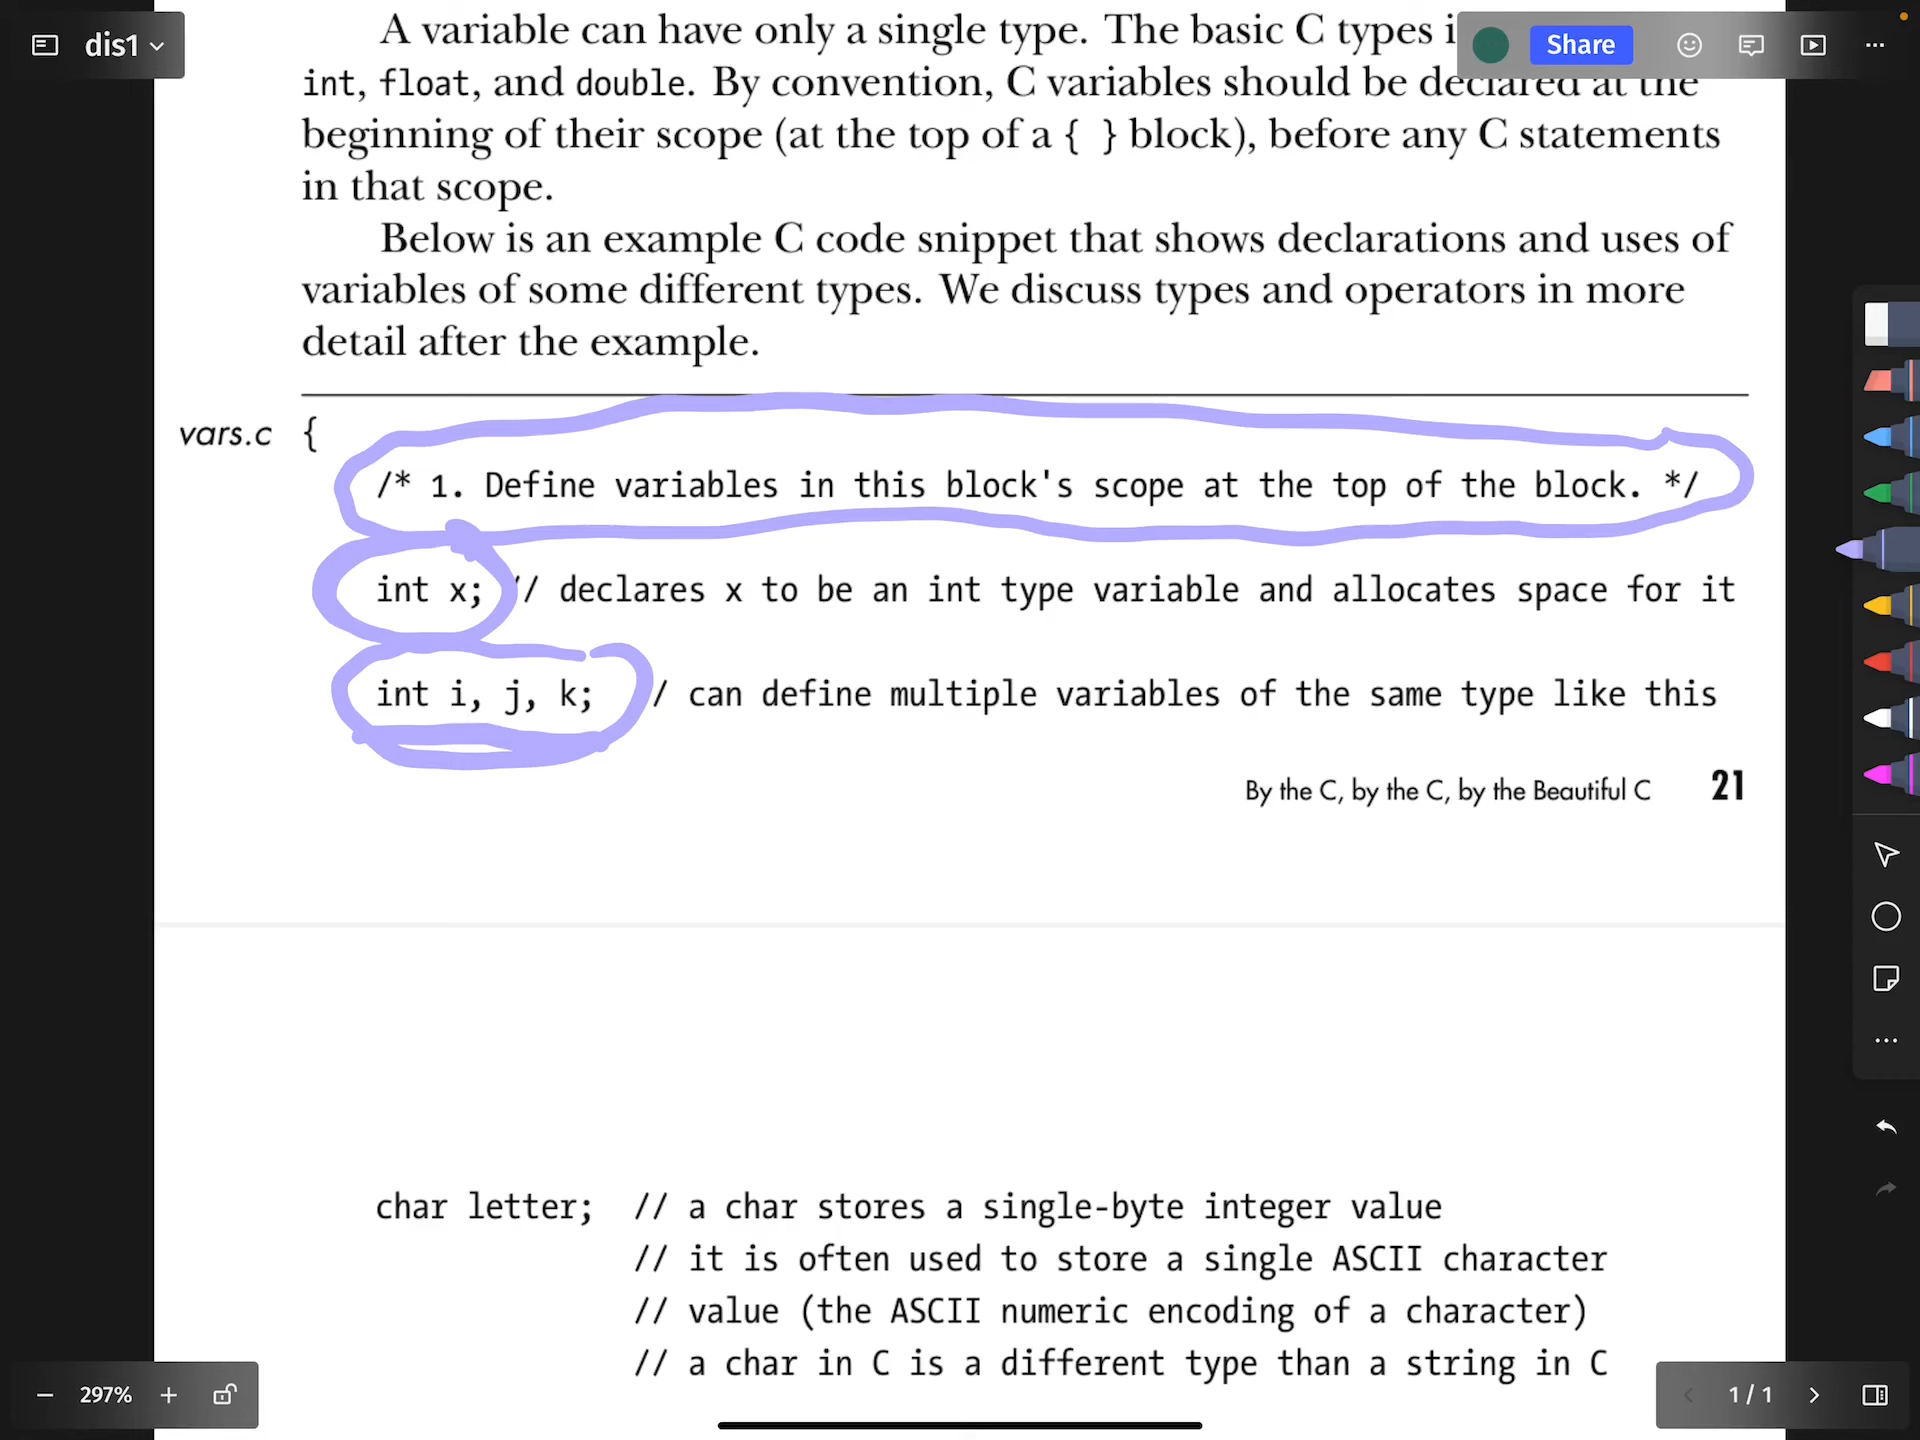 dis1
Share
A variable can have only a single type. The basic C types i
int, float, and double. By convention, C variables should be declared at the
beginning of their scope (at the top of a { } block), before any C statements
in that scope.
Below is an example C code snippet that shows declarations and uses of
variables of some different types. We discuss types and operators in more
detail after the example.
vars.c {
/* 1. Define variables in this block's scope at the top of the block. */
int x; // declares x to be an int type variable and allocates space for it
int i, j, k; / can define multiple variables of the same type like this
By the C, by the C, by the Beautiful C 21
char letter; // a char stores a single-byte integer value
// it is often used to store a single ASCII character
// value (the ASCII numeric encoding of a character)
// a char in C is a different type than a string in C
297%
1 / 1